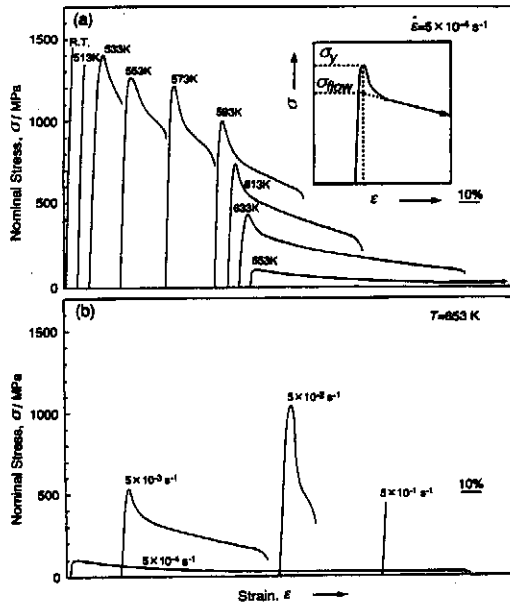 (a)
ε̇=5×10⁻⁴ s⁻¹
1500
R.T.
513K
533K
553K
573K
593K
613K
633K
653K
1000
500
0
Nominal Stress, σ / MPa
σy
σflow
σ
ε
10%
(b)
T=653 K
1500
1000
500
0
Nominal Stress, σ / MPa
5×10⁻² s⁻¹
5×10⁻³ s⁻¹
5×10⁻¹ s⁻¹
10%
5×10⁻⁴ s⁻¹
Strain, ε